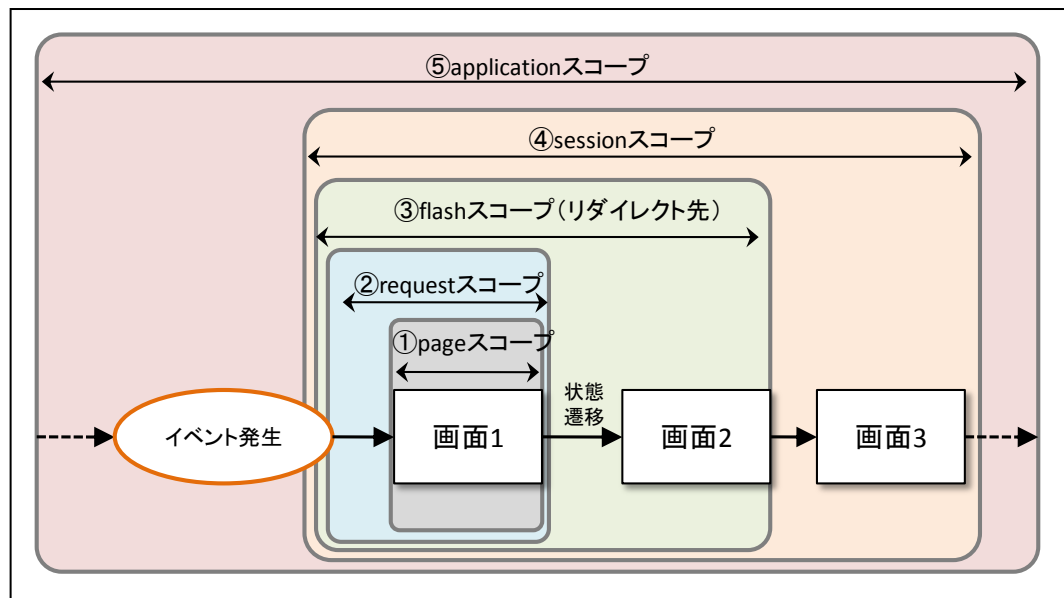 ⑤applicationスコープ
④sessionスコープ
③flashスコープ(リダイレクト先)
②requestスコープ
①pageスコープ
状態
遷移
イベント発生
画面1
画面2
画面3